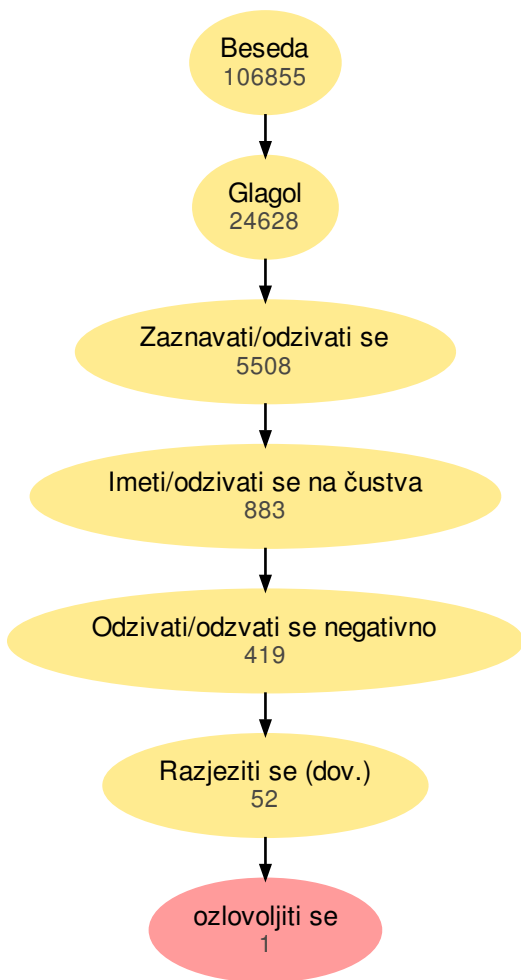 Beseda
106855
Glagol
24628
Zaznavati/odzivati se
5508
Imeti/odzivati se na čustva
883
Odzivati/odzvati se negativno
419
Razjeziti se (dov.)
52
ozlovoljiti se
1